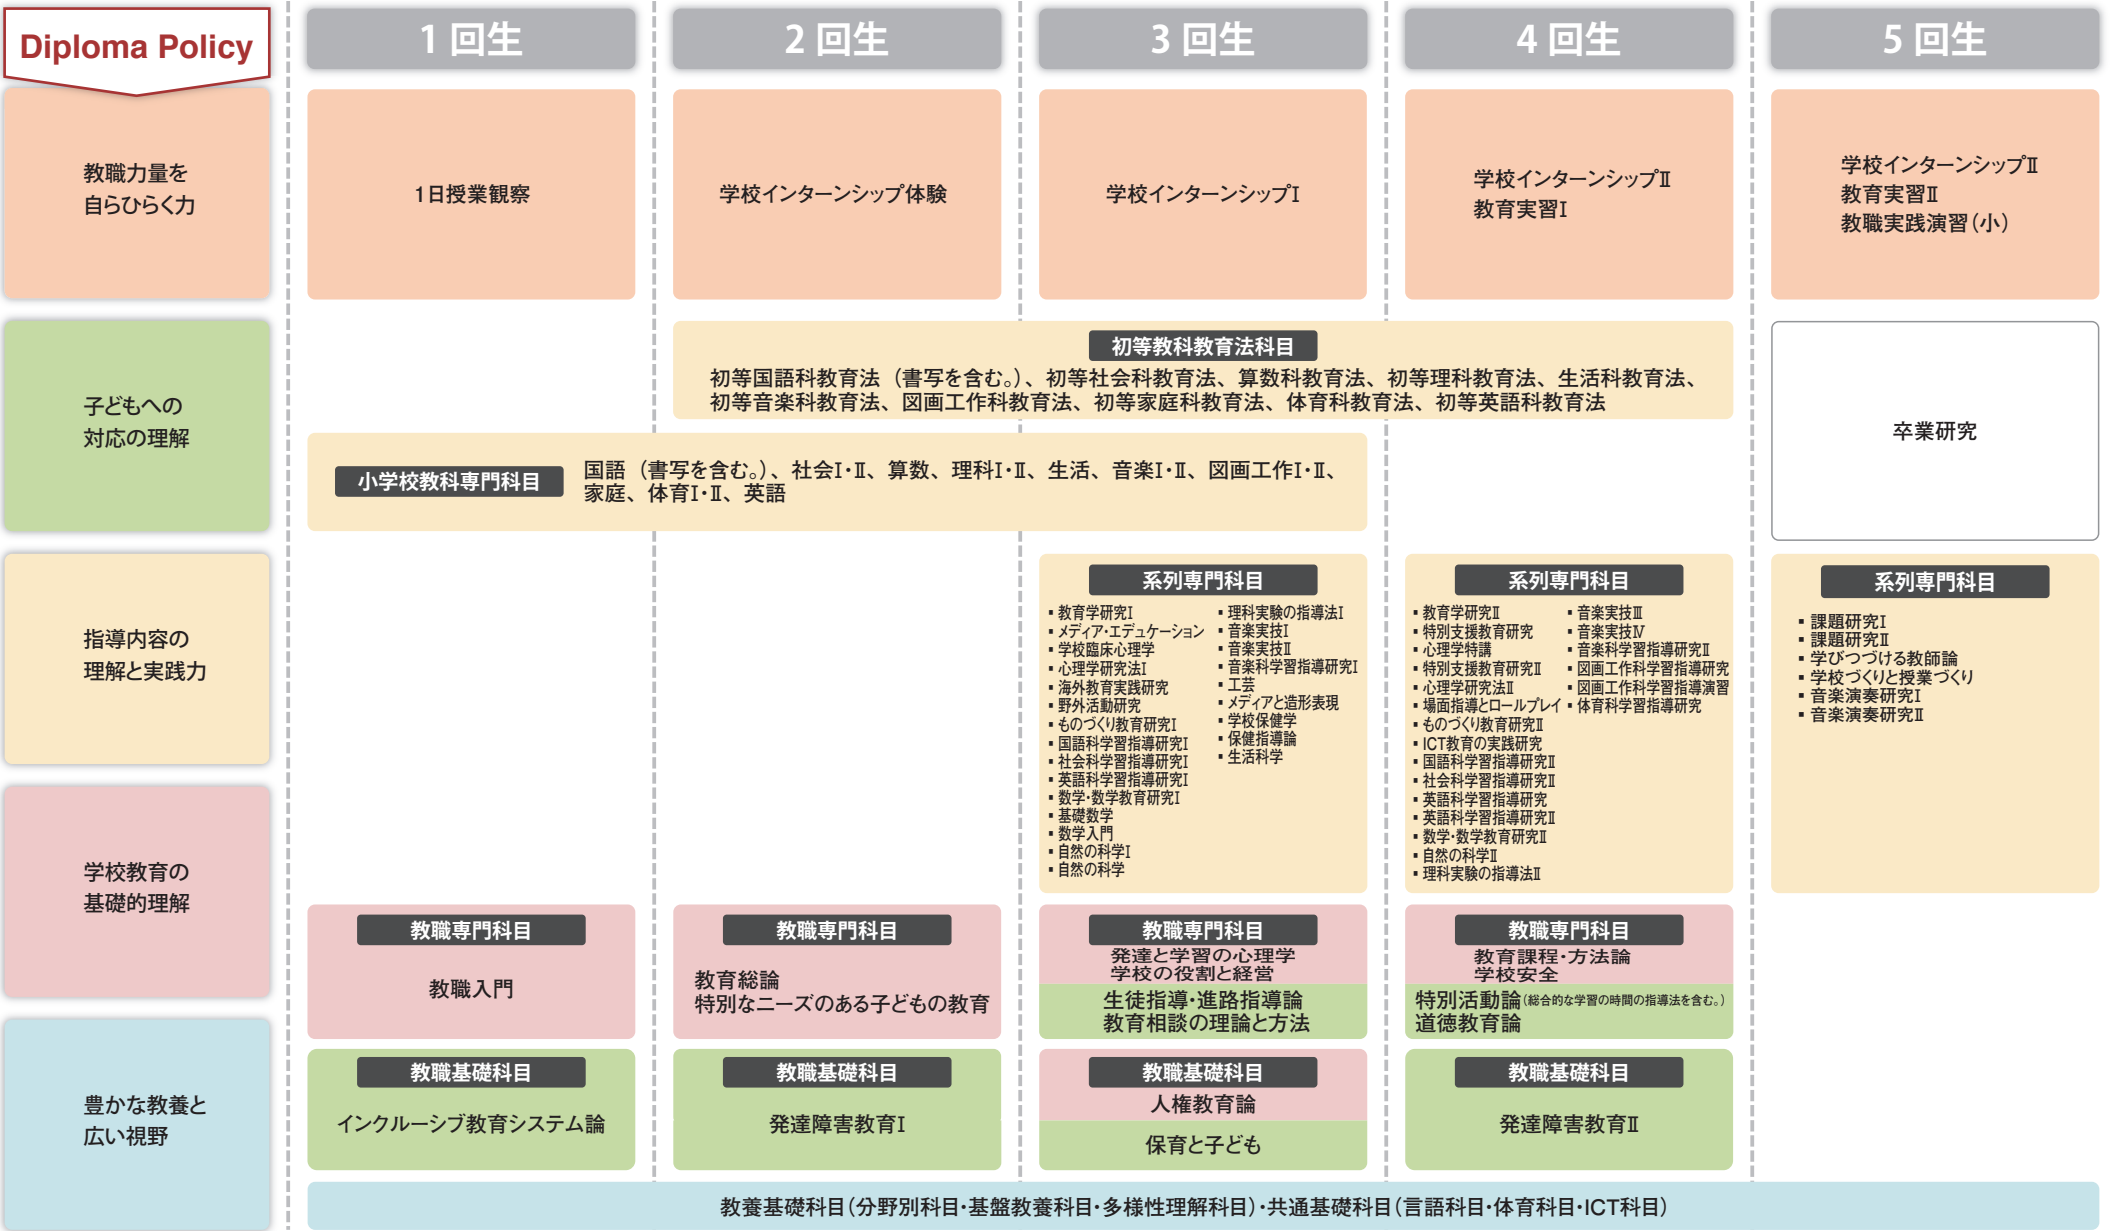 Diploma Policy
1 回生
2 回生
3 回生
4 回生
5 回生
教職力量を
自らひらく力
1日授業観察
学校インターンシップ体験
学校インターンシップⅠ
学校インターンシップⅡ
教育実習Ⅰ
学校インターンシップⅡ
教育実習Ⅱ
教職実践演習(小)
子どもへの
対応の理解
初等教科教育法科目
初等国語科教育法（書写を含む。)、初等社会科教育法、算数科教育法、初等理科教育法、生活科教育法、
初等音楽科教育法、図画工作科教育法、初等家庭科教育法、体育科教育法、初等英語科教育法
小学校教科専門科目
国語（書写を含む。)、社会Ⅰ・Ⅱ、算数、理科Ⅰ・Ⅱ、生活、音楽Ⅰ・Ⅱ、図画工作Ⅰ・Ⅱ、
家庭、体育Ⅰ・Ⅱ、英語
卒業研究
指導内容の
理解と実践力
系列専門科目
▪ 教育学研究Ⅰ
▪ メディア・エデュケーション
▪ 学校臨床心理学
▪ 心理学研究法Ⅰ
▪ 海外教育実践研究
▪ 野外活動研究
▪ ものづくり教育研究Ⅰ
▪ 国語科学習指導研究Ⅰ
▪ 社会科学習指導研究Ⅰ
▪ 英語科学習指導研究Ⅰ
▪ 数学・数学教育研究Ⅰ
▪ 基礎数学
▪ 数学入門
▪ 自然の科学Ⅰ
▪ 自然の科学
▪ 理科実験の指導法Ⅰ
▪ 音楽実技Ⅰ
▪ 音楽実技Ⅱ
▪ 音楽科学習指導研究Ⅰ
▪ 工芸
▪ メディアと造形表現
▪ 学校保健学
▪ 保健指導論
▪ 生活科学
系列専門科目
▪ 教育学研究Ⅱ
▪ 特別支援教育研究
▪ 心理学特講
▪ 特別支援教育研究Ⅱ
▪ 心理学研究法Ⅱ
▪ 場面指導とロールプレイ
▪ ものづくり教育研究Ⅱ
▪ ICT教育の実践研究
▪ 国語科学習指導研究Ⅱ
▪ 社会科学習指導研究Ⅱ
▪ 英語科学習指導研究
▪ 英語科学習指導研究Ⅱ
▪ 数学・数学教育研究Ⅱ
▪ 自然の科学Ⅱ
▪ 理科実験の指導法Ⅱ
▪ 音楽実技Ⅲ
▪ 音楽実技Ⅳ
▪ 音楽科学習指導研究Ⅱ
▪ 図画工作科学習指導研究
▪ 図画工作科学習指導演習
▪ 体育科学習指導研究
系列専門科目
▪ 課題研究Ⅰ
▪ 課題研究Ⅱ
▪ 学びつづける教師論
▪ 学校づくりと授業づくり
▪ 音楽演奏研究Ⅰ
▪ 音楽演奏研究Ⅱ
学校教育の
基礎的理解
教職専門科目
教職入門
教職専門科目
教育総論
特別なニーズのある子どもの教育
教職専門科目
発達と学習の心理学
学校の役割と経営
生徒指導・進路指導論
教育相談の理論と方法
教職専門科目
教育課程・方法論
学校安全
特別活動論(総合的な学習の時間の指導法を含む。)
道徳教育論
豊かな教養と
広い視野
教職基礎科目
インクルーシブ教育システム論
教職基礎科目
発達障害教育Ⅰ
教職基礎科目
人権教育論
保育と子ども
教職基礎科目
発達障害教育Ⅱ
教養基礎科目(分野別科目・基盤教養科目・多様性理解科目)・共通基礎科目(言語科目・体育科目・ICT科目)